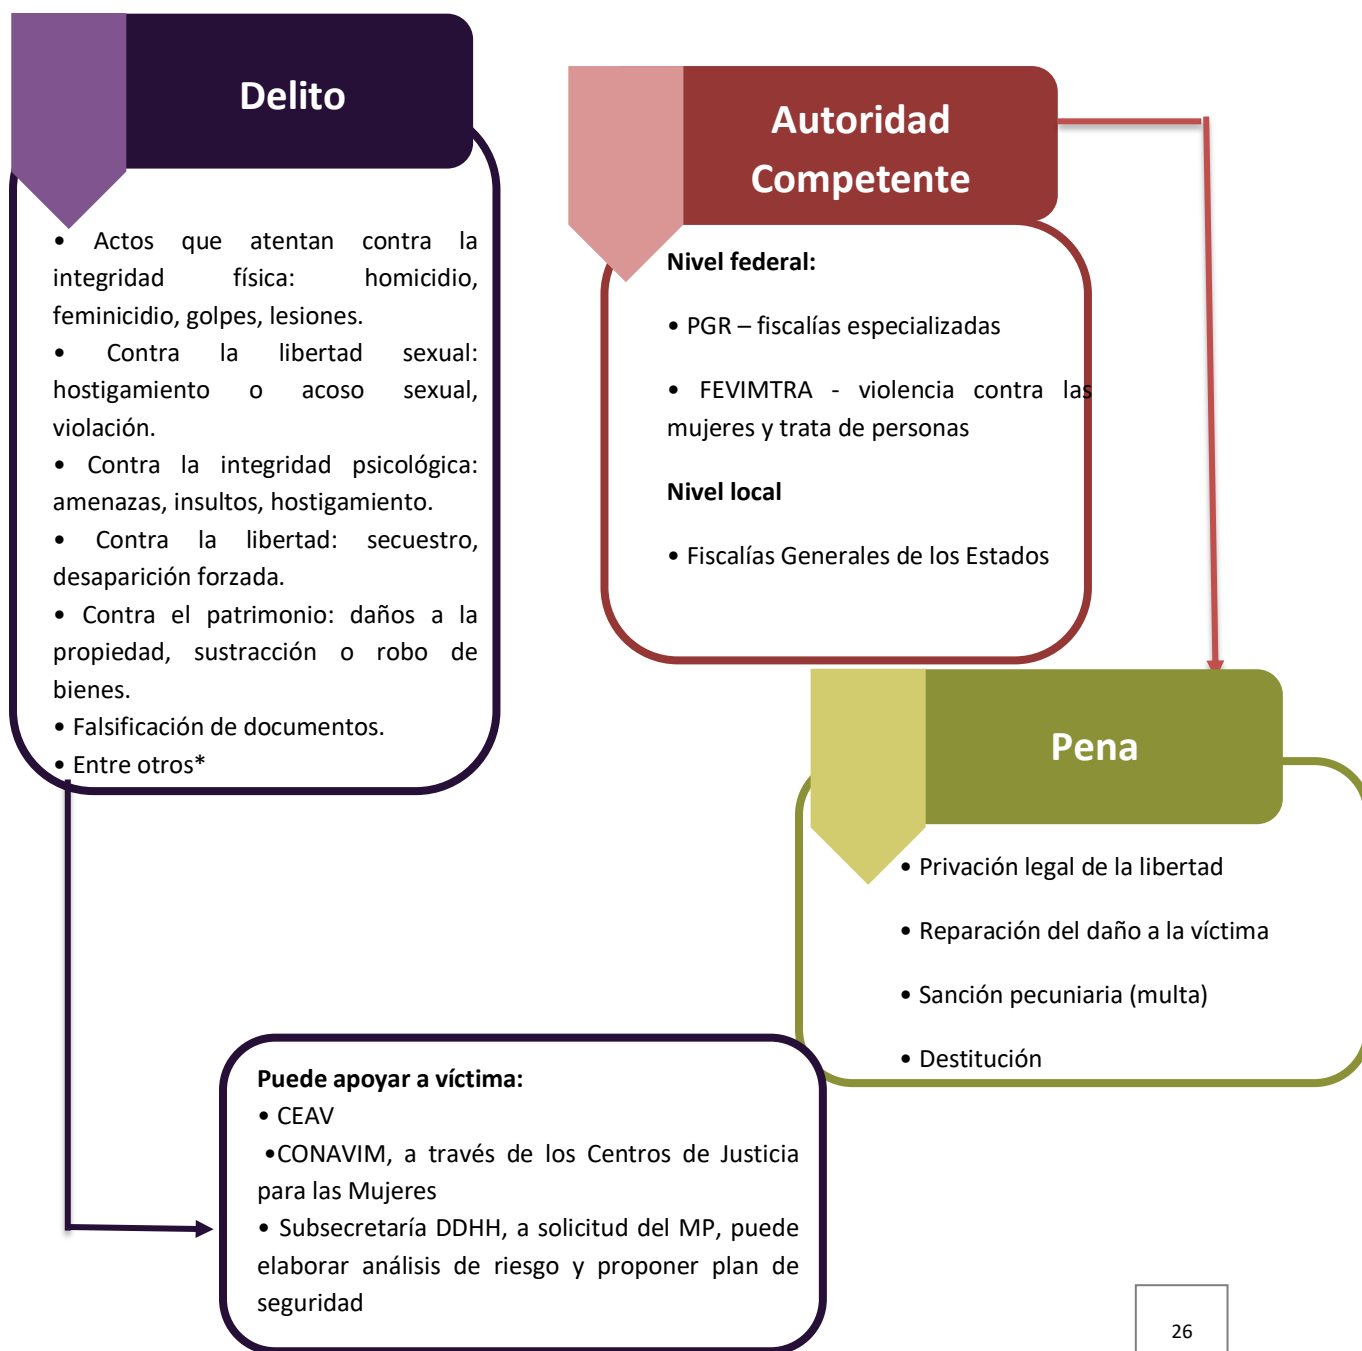 Delito
• Actos que atentan contra la
integridad física: homicidio,
feminicidio, golpes, lesiones.
• Contra la libertad sexual:
hostigamiento o acoso sexual,
violación.
• Contra la integridad psicológica:
amenazas, insultos, hostigamiento.
• Contra la libertad: secuestro,
desaparición forzada.
• Contra el patrimonio: daños a la
propiedad, sustracción o robo de
bienes.
• Falsificación de documentos.
• Entre otros*
Autoridad
Competente
Nivel federal:
• PGR – fiscalías especializadas
• FEVIMTRA - violencia contra las
mujeres y trata de personas
Nivel local
• Fiscalías Generales de los Estados
Pena
• Privación legal de la libertad
• Reparación del daño a la víctima
• Sanción pecuniaria (multa)
• Destitución
Puede apoyar a víctima:
• CEAV
•CONAVIM, a través de los Centros de Justicia
para las Mujeres
• Subsecretaría DDHH, a solicitud del MP, puede
elaborar análisis de riesgo y proponer plan de
seguridad
26